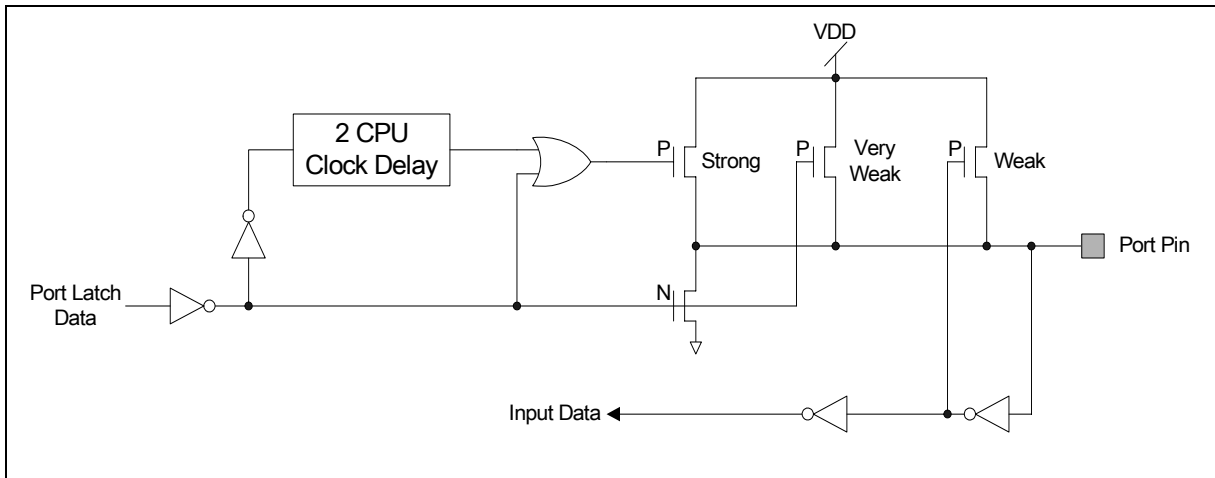 VDD
2 CPU
Clock Delay
P
Strong
P
Very
Weak
P
Weak
Port Pin
Port Latch
Data
N
Input Data